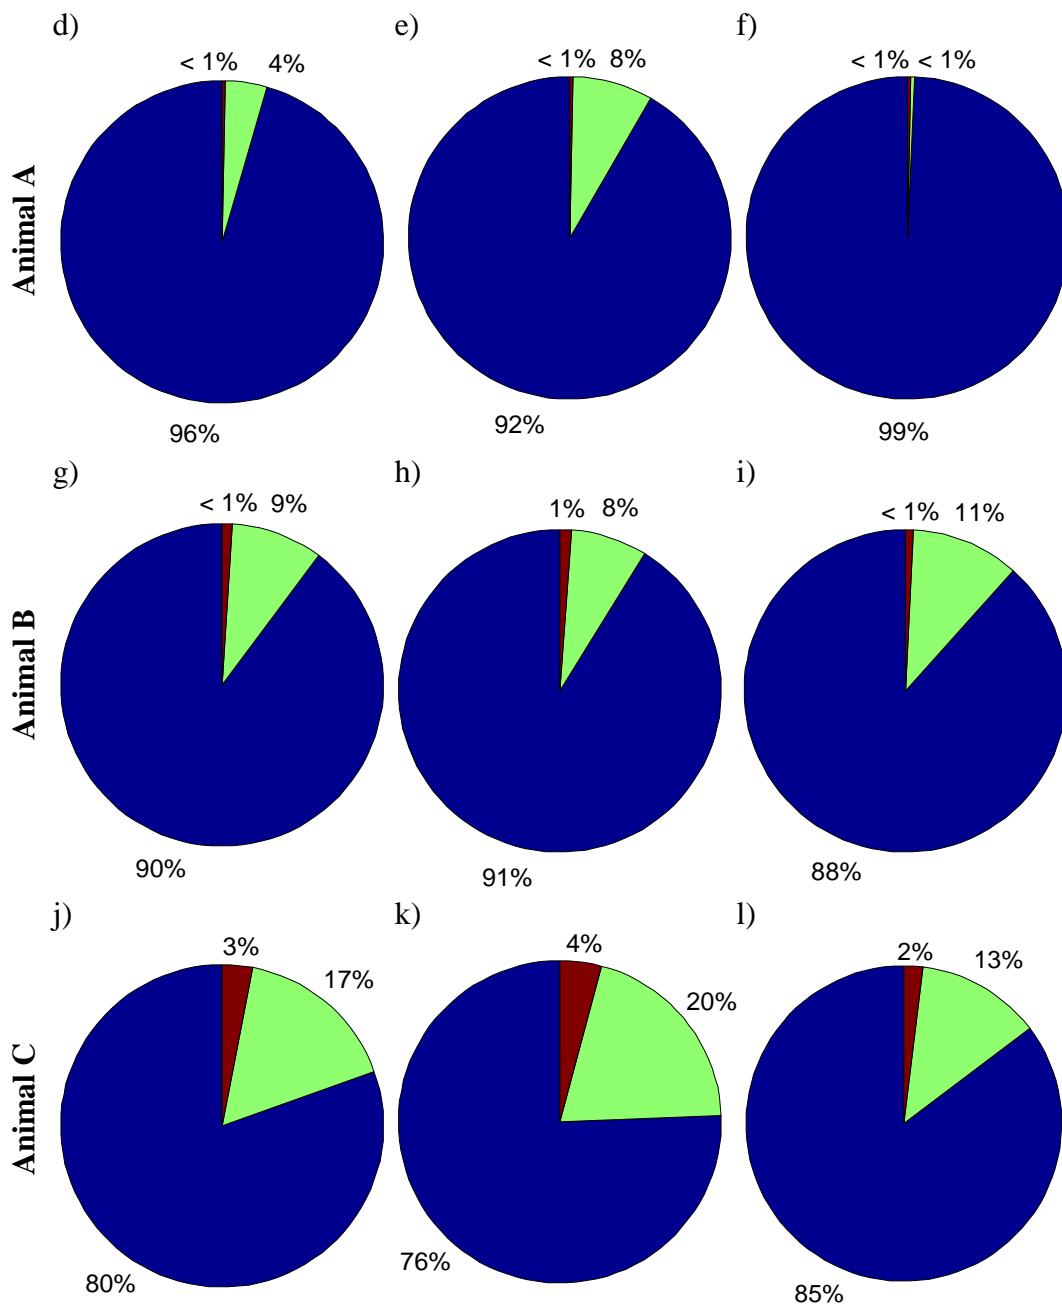 d) e) f)
< 1% 4% < 1% 8% < 1% < 1%
Animal A
96% 92% 99%
g) h) i)
< 1% 9% 1% 8% < 1% 11%
Animal B
90% 91% 88%
j) k) l)
3% 4% 2%
17% 20% 13%
Animal C
80% 76% 85%